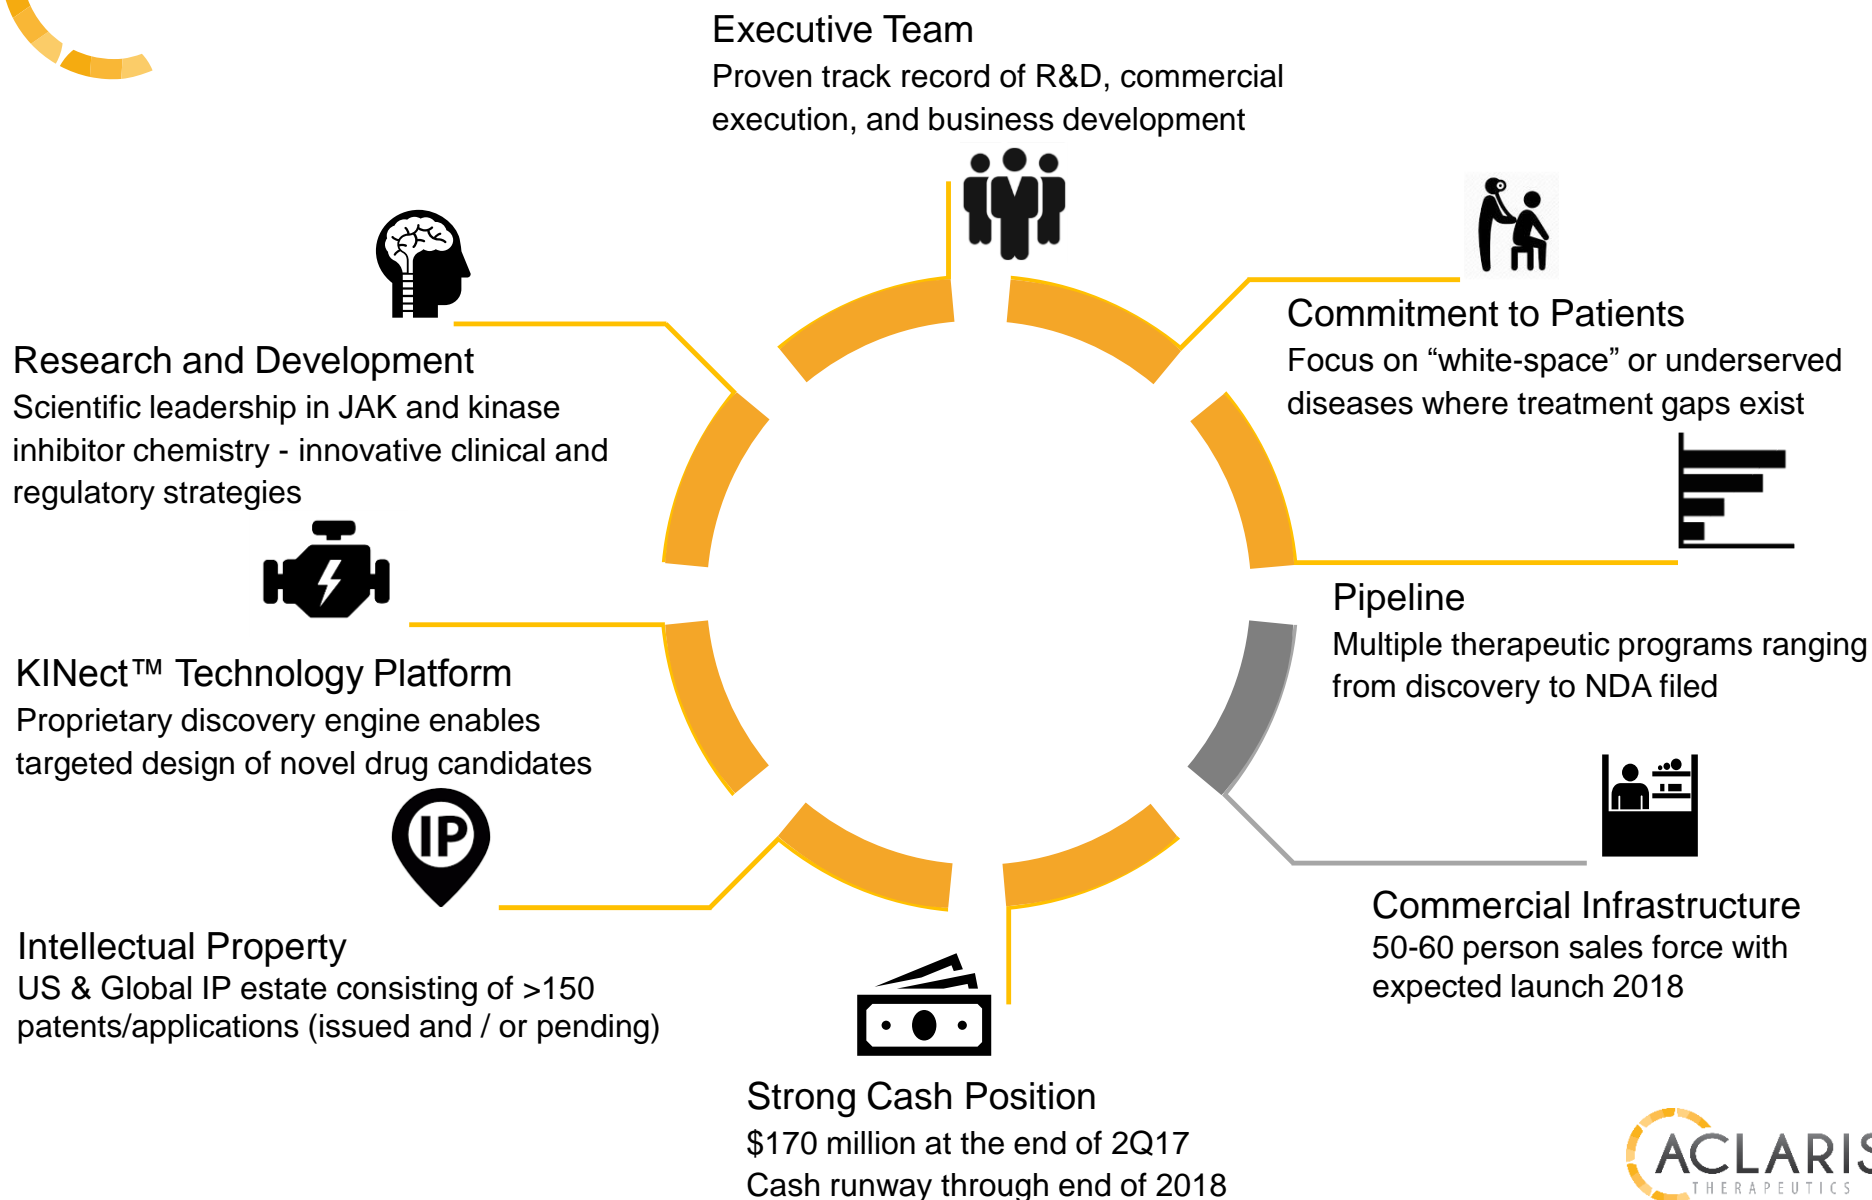 Executive Team
Proven track record of R&D, commercial
execution, and business development
Commitment to Patients
Focus on “white-space” or underserved
diseases where treatment gaps exist
Pipeline
Multiple therapeutic programs ranging
from discovery to NDA filed
Commercial Infrastructure
50-60 person sales force with
expected launch 2018
Strong Cash Position
$170 million at the end of 2Q17
Cash runway through end of 2018
IP
Intellectual Property
US & Global IP estate consisting of >150
patents/applications (issued and / or pending)
KINect™ Technology Platform
Proprietary discovery engine enables
targeted design of novel drug candidates
Research and Development
Scientific leadership in JAK and kinase
inhibitor chemistry - innovative clinical and
regulatory strategies
ACLARIS
THERAPEUTICS